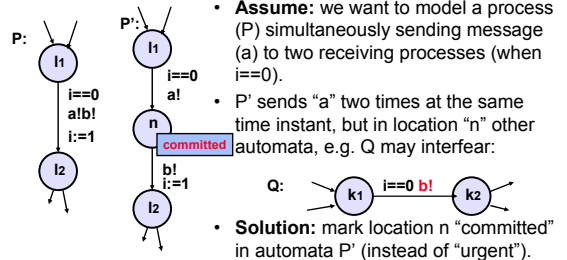 P:
l1
i==0
a!b!
i:=1
l2
P’:
l1
i==0
a!
n
committed
b!
i:=1
l2
• Assume: we want to model a process
(P) simultaneously sending message
(a) to two receiving processes (when
i==0).
• P’ sends “a” two times at the same
time instant, but in location “n” other
automata, e.g. Q may interfear:
Q:
k1
i==0 b!
k2
• Solution: mark location n “committed”
in automata P’ (instead of “urgent”).